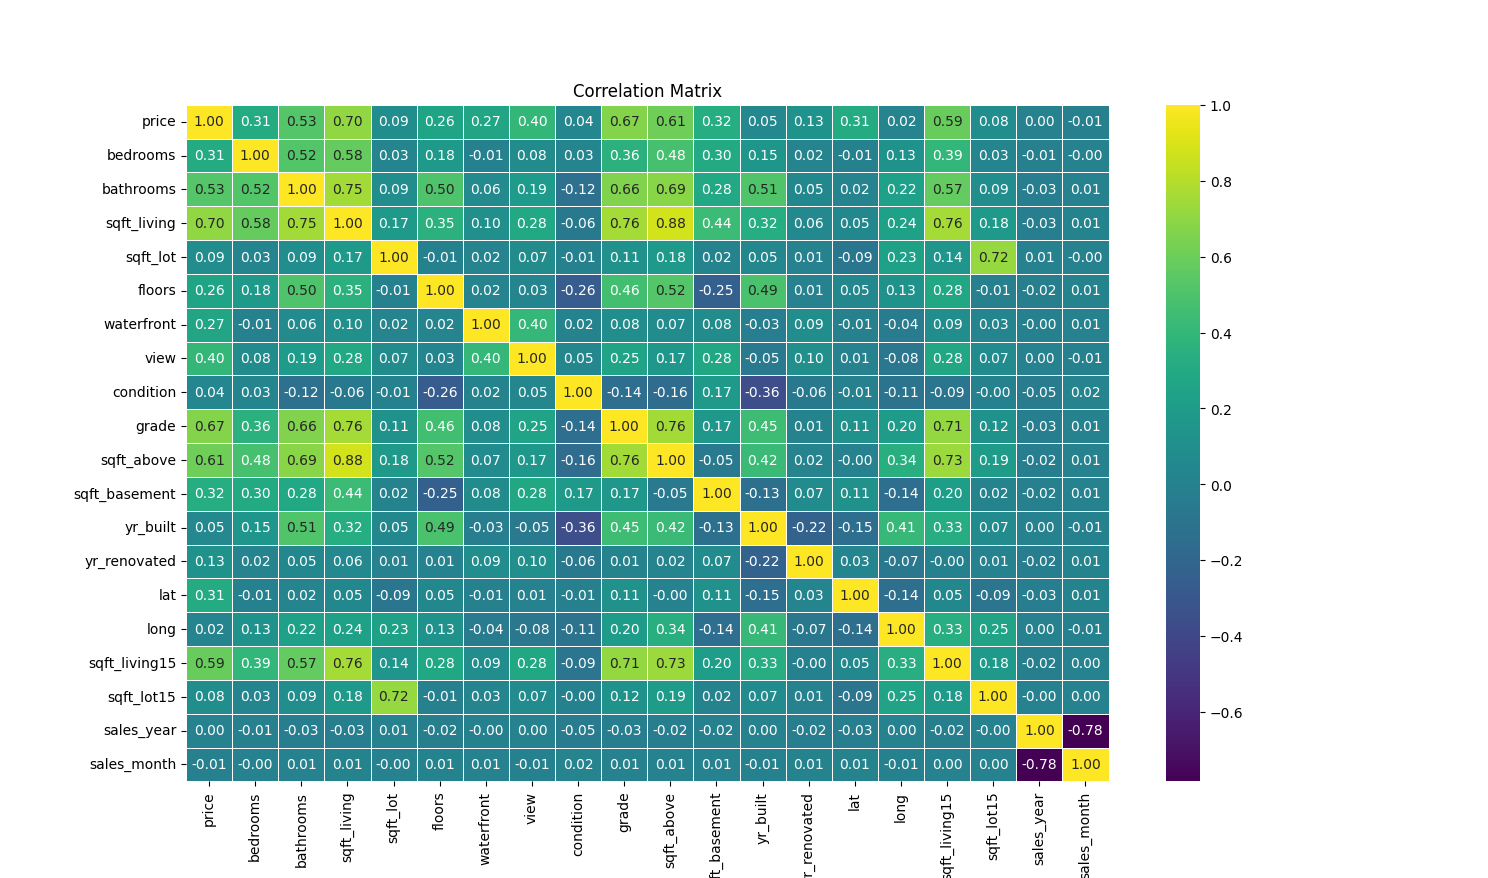 Correlation Matrix
price 1.00 0.31 0.53 0.70 0.09 0.26 0.27 0.40 0.04 0.67 0.61 0.32 0.05 0.13 0.31 0.02 0.59 0.08 0.00 -0.01
bedrooms 0.31 1.00 0.52 0.58 0.03 0.18 -0.01 0.08 0.03 0.36 0.48 0.30 0.15 0.02 -0.01 0.13 0.39 0.03 -0.01 -0.00
bathrooms 0.53 0.52 1.00 0.75 0.09 0.50 0.06 0.19 -0.12 0.66 0.69 0.28 0.51 0.05 0.02 0.22 0.57 0.09 -0.03 0.01
sqft_living 0.70 0.58 0.75 1.00 0.17 0.35 0.10 0.28 -0.06 0.76 0.88 0.44 0.32 0.06 0.05 0.24 0.76 0.18 -0.03 0.01
sqft_lot 0.09 0.03 0.09 0.17 1.00 -0.01 0.02 0.07 -0.01 0.11 0.18 0.02 0.05 0.01 -0.09 0.23 0.14 0.72 0.01 -0.00
floors 0.26 0.18 0.50 0.35 -0.01 1.00 0.02 0.03 -0.26 0.46 0.52 -0.25 0.49 0.01 0.05 0.13 0.28 -0.01 -0.02 0.01
waterfront 0.27 -0.01 0.06 0.10 0.02 0.02 1.00 0.40 0.02 0.08 0.07 0.08 -0.03 0.09 -0.01 -0.04 0.09 0.03 -0.00 0.01
view 0.40 0.08 0.19 0.28 0.07 0.03 0.40 1.00 0.05 0.25 0.17 0.28 -0.05 0.10 0.01 -0.08 0.28 0.07 0.00 -0.01
condition 0.04 0.03 -0.12 -0.06 -0.01 -0.26 0.02 0.05 1.00 -0.14 -0.16 0.17 -0.36 -0.06 -0.01 -0.11 -0.09 -0.00 -0.05 0.02
grade 0.67 0.36 0.66 0.76 0.11 0.46 0.08 0.25 -0.14 1.00 0.76 0.17 0.45 0.01 0.11 0.20 0.71 0.12 -0.03 0.01
sqft_above 0.61 0.48 0.69 0.88 0.18 0.52 0.07 0.17 -0.16 0.76 1.00 -0.05 0.42 0.02 -0.00 0.34 0.73 0.19 -0.02 0.01
sqft_basement 0.32 0.30 0.28 0.44 0.02 -0.25 0.08 0.28 0.17 0.17 -0.05 1.00 -0.13 0.07 0.11 -0.14 0.20 0.02 -0.02 0.01
yr_built 0.05 0.15 0.51 0.32 0.05 0.49 -0.03 -0.05 -0.36 0.45 0.42 -0.13 1.00 -0.22 -0.15 0.41 0.33 0.07 0.00 -0.01
yr_renovated 0.13 0.02 0.05 0.06 0.01 0.01 0.09 0.10 -0.06 0.01 0.02 0.07 -0.22 1.00 0.03 -0.07 -0.00 0.01 -0.02 0.01
lat 0.31 -0.01 0.02 0.05 -0.09 0.05 -0.01 0.01 -0.01 0.11 -0.00 0.11 -0.15 0.03 1.00 -0.14 0.05 -0.09 -0.03 0.01
long 0.02 0.13 0.22 0.24 0.23 0.13 -0.04 -0.08 -0.11 0.20 0.34 -0.14 0.41 -0.07 -0.14 1.00 0.33 0.25 0.00 -0.01
sqft_living15 0.59 0.39 0.57 0.76 0.14 0.28 0.09 0.28 -0.09 0.71 0.73 0.20 0.33 -0.00 0.05 0.33 1.00 0.18 -0.02 0.00
sqft_lot15 0.08 0.03 0.09 0.18 0.72 -0.01 0.03 0.07 -0.00 0.12 0.19 0.02 0.07 0.01 -0.09 0.25 0.18 1.00 -0.00 0.00
sales_year 0.00 -0.01 -0.03 -0.03 0.01 -0.02 -0.00 0.00 -0.05 -0.03 -0.02 -0.02 0.00 -0.02 -0.03 0.00 -0.02 -0.00 1.00 -0.78
sales_month -0.01 -0.00 0.01 0.01 -0.00 0.01 0.01 -0.01 0.02 0.01 0.01 0.01 -0.01 0.01 0.01 -0.01 0.00 0.00 -0.78 1.00
price
bedrooms
bathrooms
sqft_living
sqft_lot
floors
waterfront
view
condition
grade
sqft_above
ft_basement
yr_built
r_renovated
lat
long
sqft_living15
sqft_lot15
sales_year
sales_month
1.0
0.8
0.6
0.4
0.2
0.0
−0.2
−0.4
−0.6